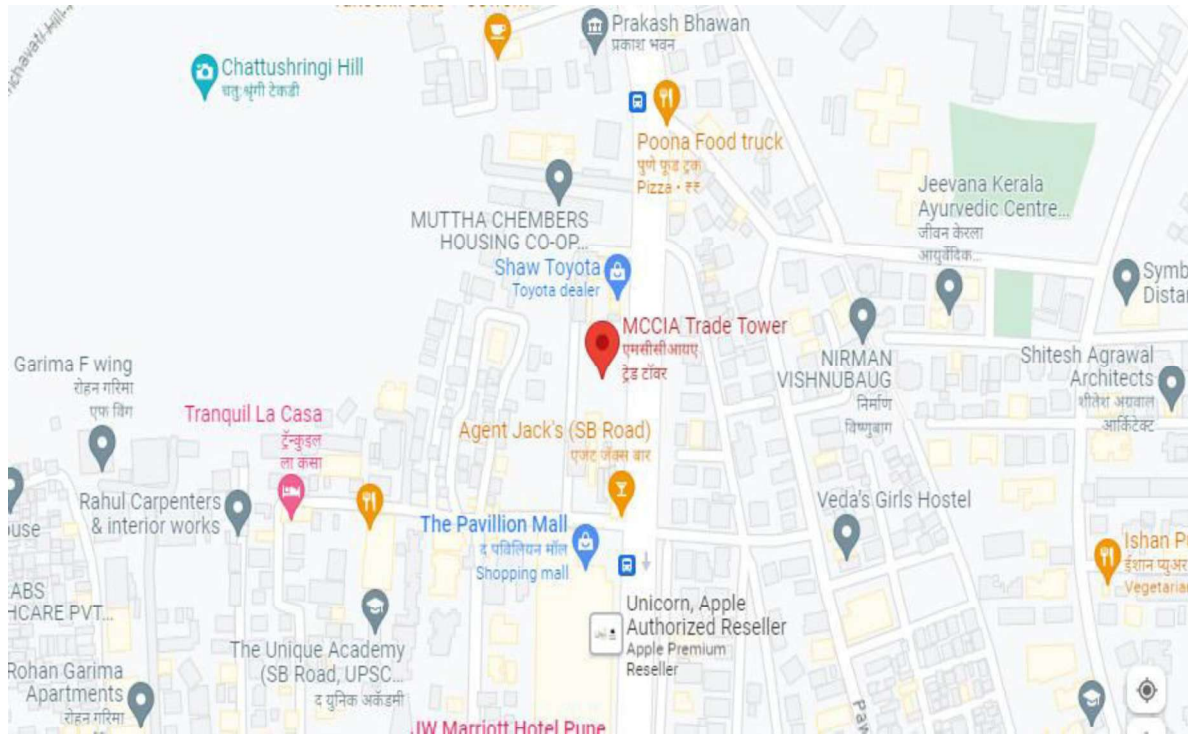 Prakash Bhawan
प्रकाश भवन
Chattushringi Hill
चतु:श्रृंगी टेकडी
Poona Food truck
पुणे फूड ट्रक
Pizza • ₹₹
Jeevana Kerala
Ayurvedic Centre...
जीवन केरला
आयुर्वेदिक...
MUTTHA CHEMBERS
HOUSING CO-OP...
Shaw Toyota
Toyota dealer
Symb
Distar
MCCIA Trade Tower
एमसीसीआयए
ट्रेड टॉवर
NIRMAN
VISHNUBAUG
निर्माण
विष्णुबाग
Shitesh Agrawal
Architects
शीतेश अग्रवाल
आर्किटेक्ट
Garima F wing
रोहन गरिमा
एफ विंग
Tranquil La Casa
ट्रॅन्कुइल
ला कसा
Agent Jack's (SB Road)
एजंट जॅक्स बार
Rahul Carpenters
& interior works
ouse
The Pavillion Mall
द पविलियन मॉल
Shopping mall
Veda's Girls Hostel
Ishan P
ईशान प्युअर
Vegetaria
ABS
HCARE PVT...
Unicorn, Apple
Authorized Reseller
Apple Premium
Reseller
The Unique Academy
(SB Road, UPSC...
द युनिक अकॅडमी
Rohan Garima
Apartments
रोहन गरिमा
JW Marriott Hotel Pune